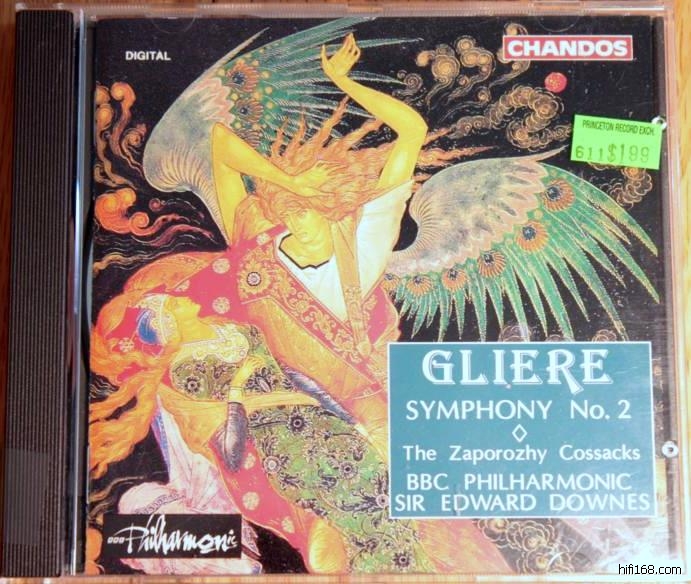 DIGITAL
CHANDOS
PRINCETON RECORD EXCH.
611 $1.99
GLIERE
SYMPHONY No. 2
The Zaporozhy Cossacks
BBC PHILHARMONIC
SIR EDWARD DOWNES
BBC Philharmonic
hifi168.com